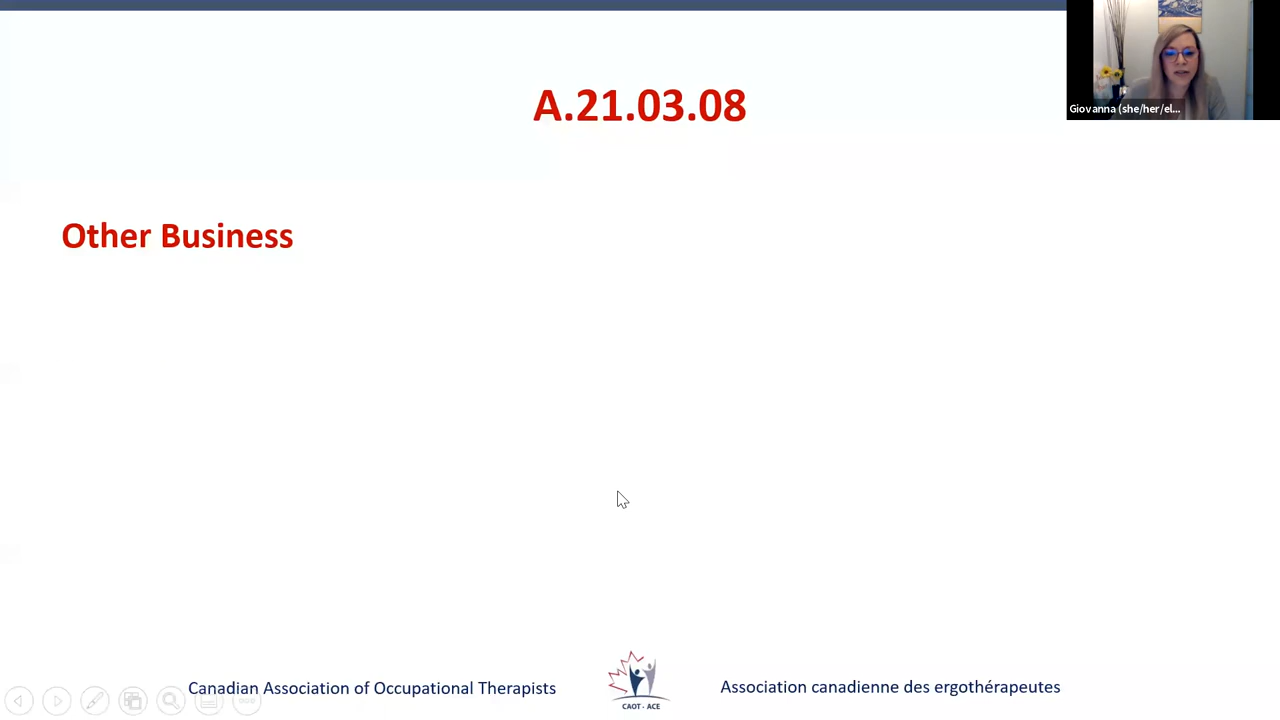 A.21.03.08
Giovanna (she/her/el...
Other Business
Canadian Association of Occupational Therapists
CAOT - ACE
Association canadienne des ergothérapeutes